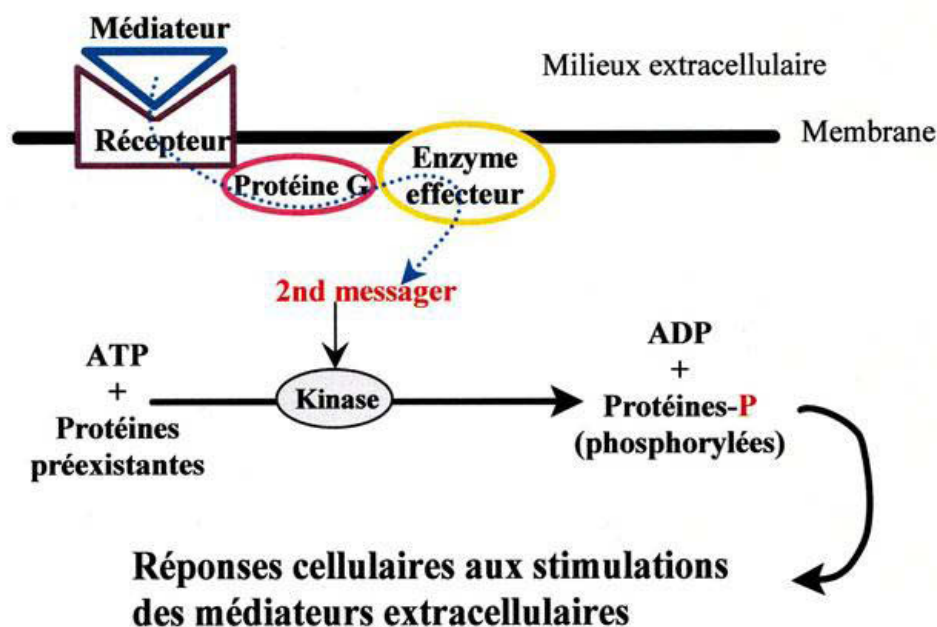 Médiateur
Milieux extracellulaire
Membrane
Récepteur
Protéine G
Enzyme
effecteur
2nd messager
ATP
+
Protéines
préexistantes
Kinase
ADP
+
Protéines-P
(phosphorylées)
Réponses cellulaires aux stimulations
des médiateurs extracellulaires